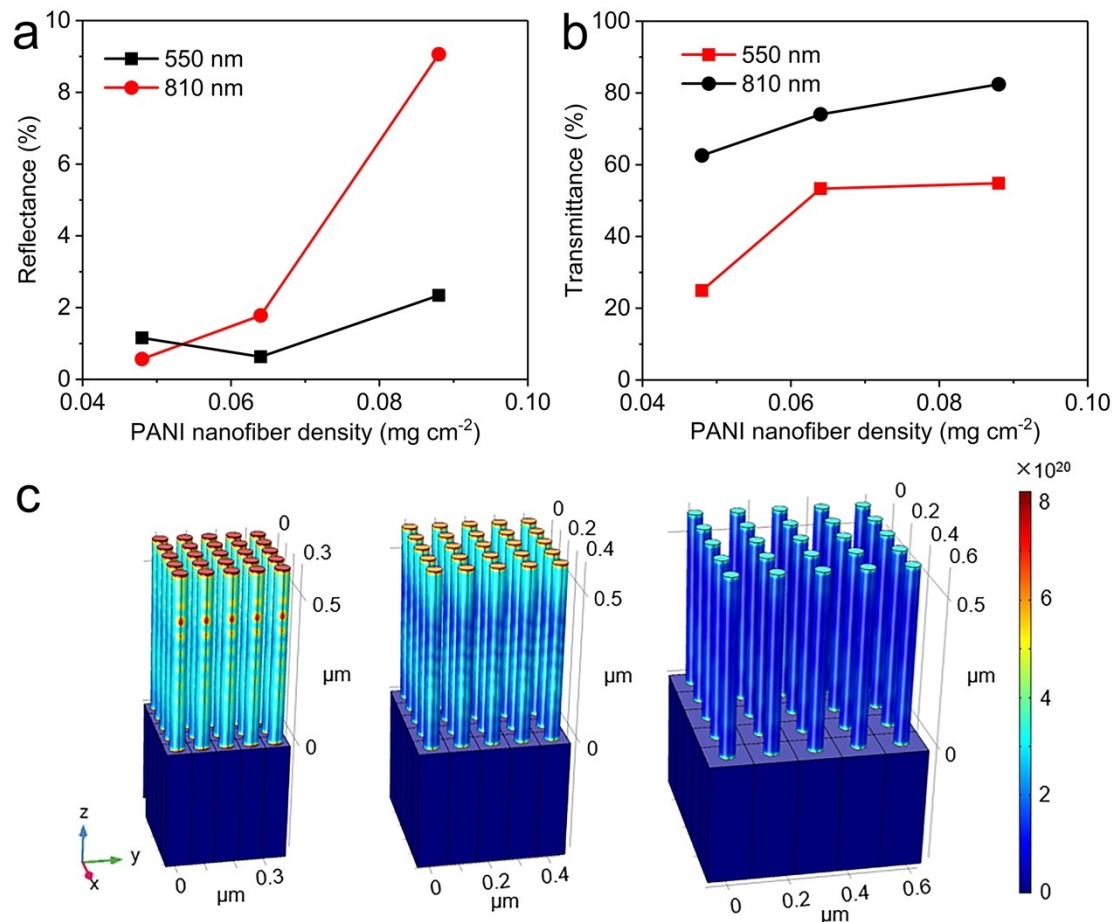 a
10
8
6
4
2
0
Reflectance (%)
550 nm
810 nm
0.04 0.06 0.08 0.10
PANI nanofiber density (mg cm⁻²)
b
100
80
60
40
20
0
Transmittance (%)
550 nm
810 nm
0.04 0.06 0.08 0.10
PANI nanofiber density (mg cm⁻²)
c
0
0.3
0.5
µm
0
0 0.3
µm
z
y
x
0
0.2
0.4
0.5
µm
0
0 0.2 0.4
µm
0
0.2
0.4
0.6
0.5
µm
0
0 0.2 0.4 0.6
µm
×10²⁰
8
6
4
2
0